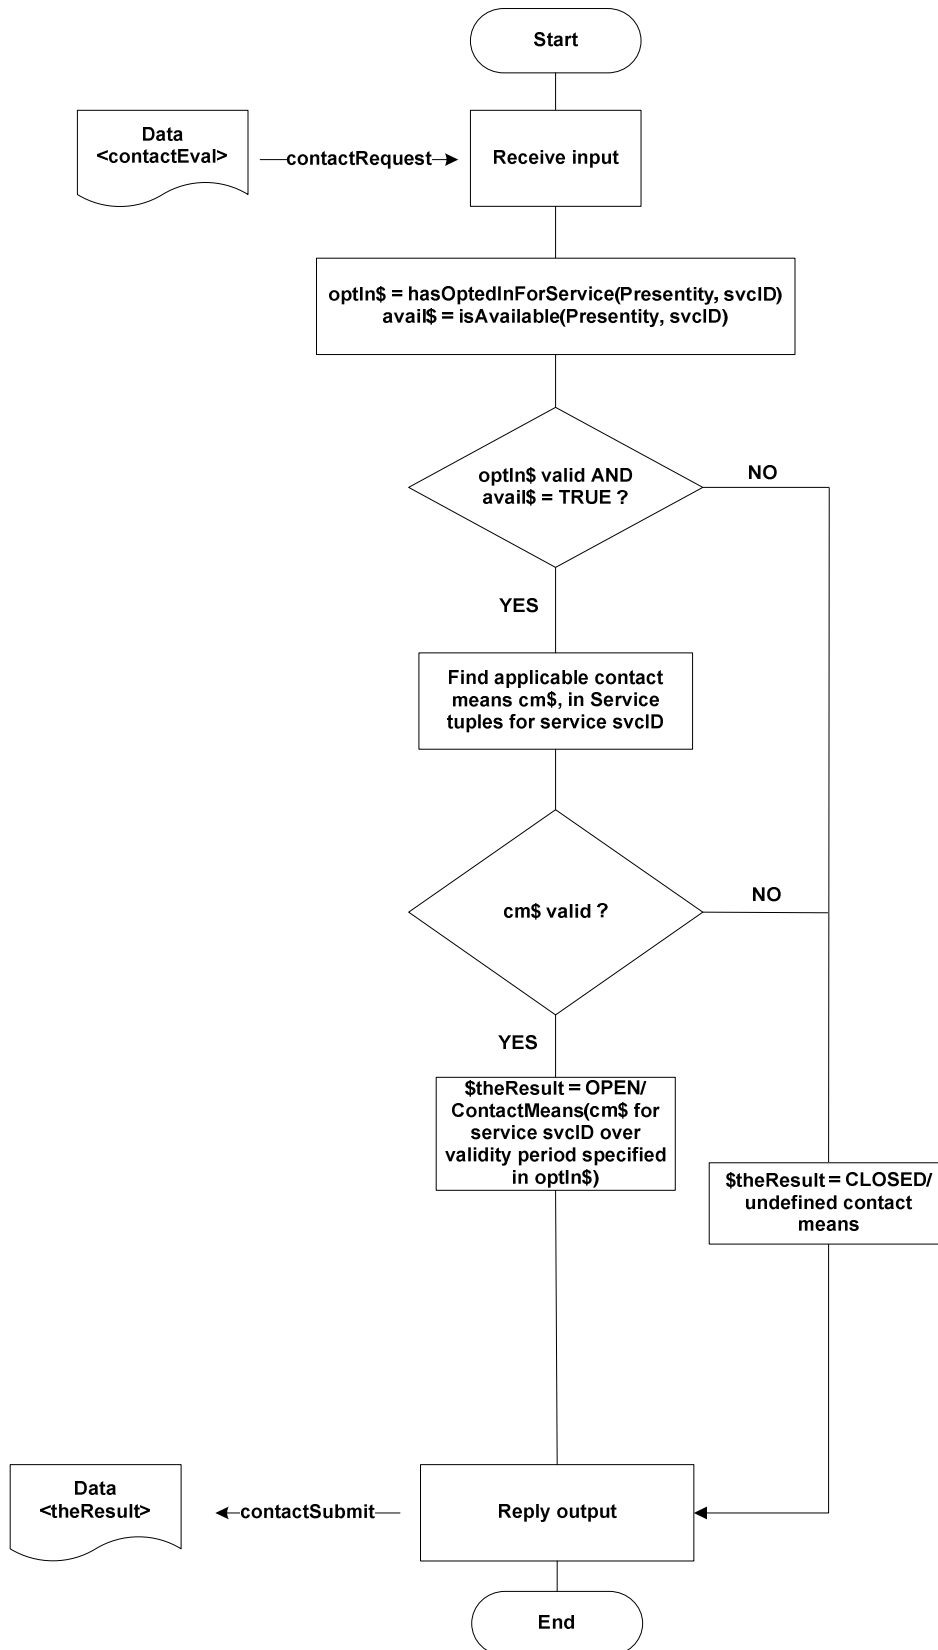 Start
Data
<contactEval>
contactRequest
Receive input
optIn$ = hasOptedInForService(Presentity, svcID)
avail$ = isAvailable(Presentity, svcID)
optIn$ valid AND
avail$ = TRUE ?
NO
YES
Find applicable contact
means cm$, in Service
tuples for service svcID
cm$ valid ?
NO
YES
$theResult = OPEN/
ContactMeans(cm$ for
service svcID over
validity period specified
in optIn$)
$theResult = CLOSED/
undefined contact
means
Data
<theResult>
contactSubmit
Reply output
End